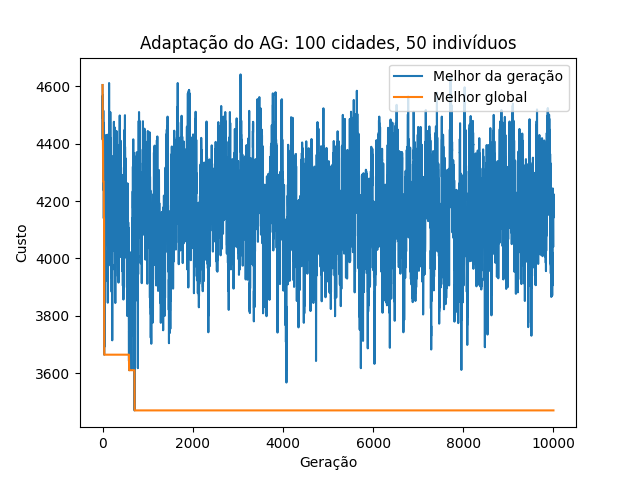 Adaptação do AG: 100 cidades, 50 indivíduos
Melhor da geração
Melhor global
4600
4400
4200
4000
3800
3600
Custo
0 2000 4000 6000 8000 10000
Geração